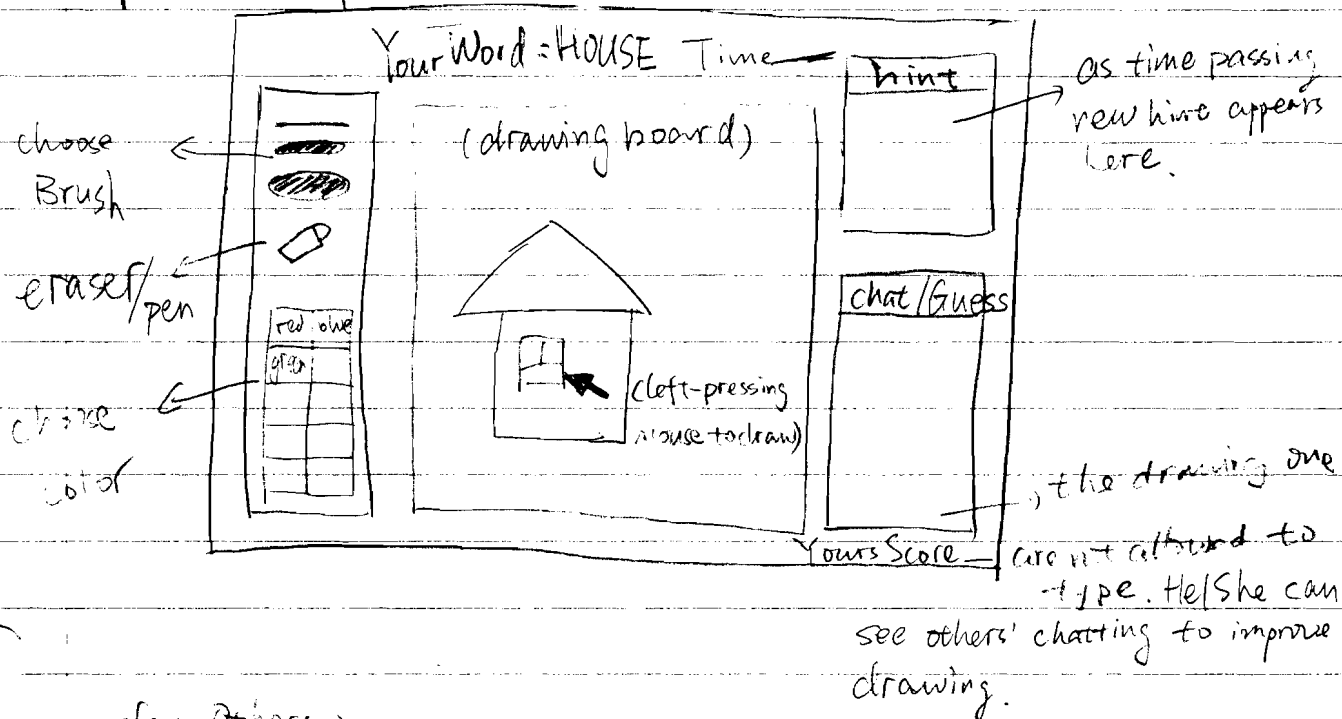 Your Word = HOUSE Time
hint
as time passing
new hint appears
here.
choose
Brush
(drawing board)
eraser/
pen
chat/Guess
red blue
green
(left-pressing
mouse to draw)
choose
color
, the drawing one
Yours Score
are not allowed to
type. He/She can
see others' chatting to improve
drawing.